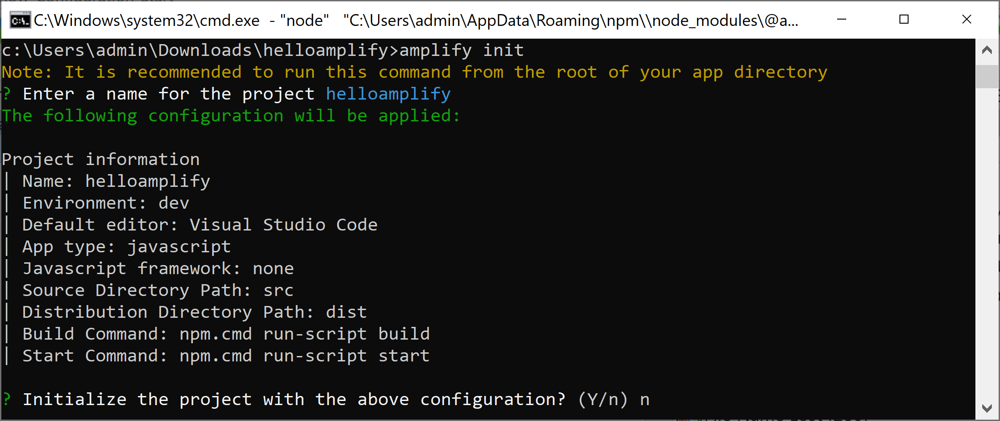 C:\Windows\system32\cmd.exe - "node" "C:\Users\admin\AppData\Roaming\npm\\node_modules\@a...
c:\Users\admin\Downloads\helloamplify>amplify init
Note: It is recommended to run this command from the root of your app directory
? Enter a name for the project helloamplify
The following configuration will be applied:
Project information
| Name: helloamplify
| Environment: dev
| Default editor: Visual Studio Code
| App type: javascript
| Javascript framework: none
| Source Directory Path: src
| Distribution Directory Path: dist
| Build Command: npm.cmd run-script build
| Start Command: npm.cmd run-script start
? Initialize the project with the above configuration? (Y/n) n